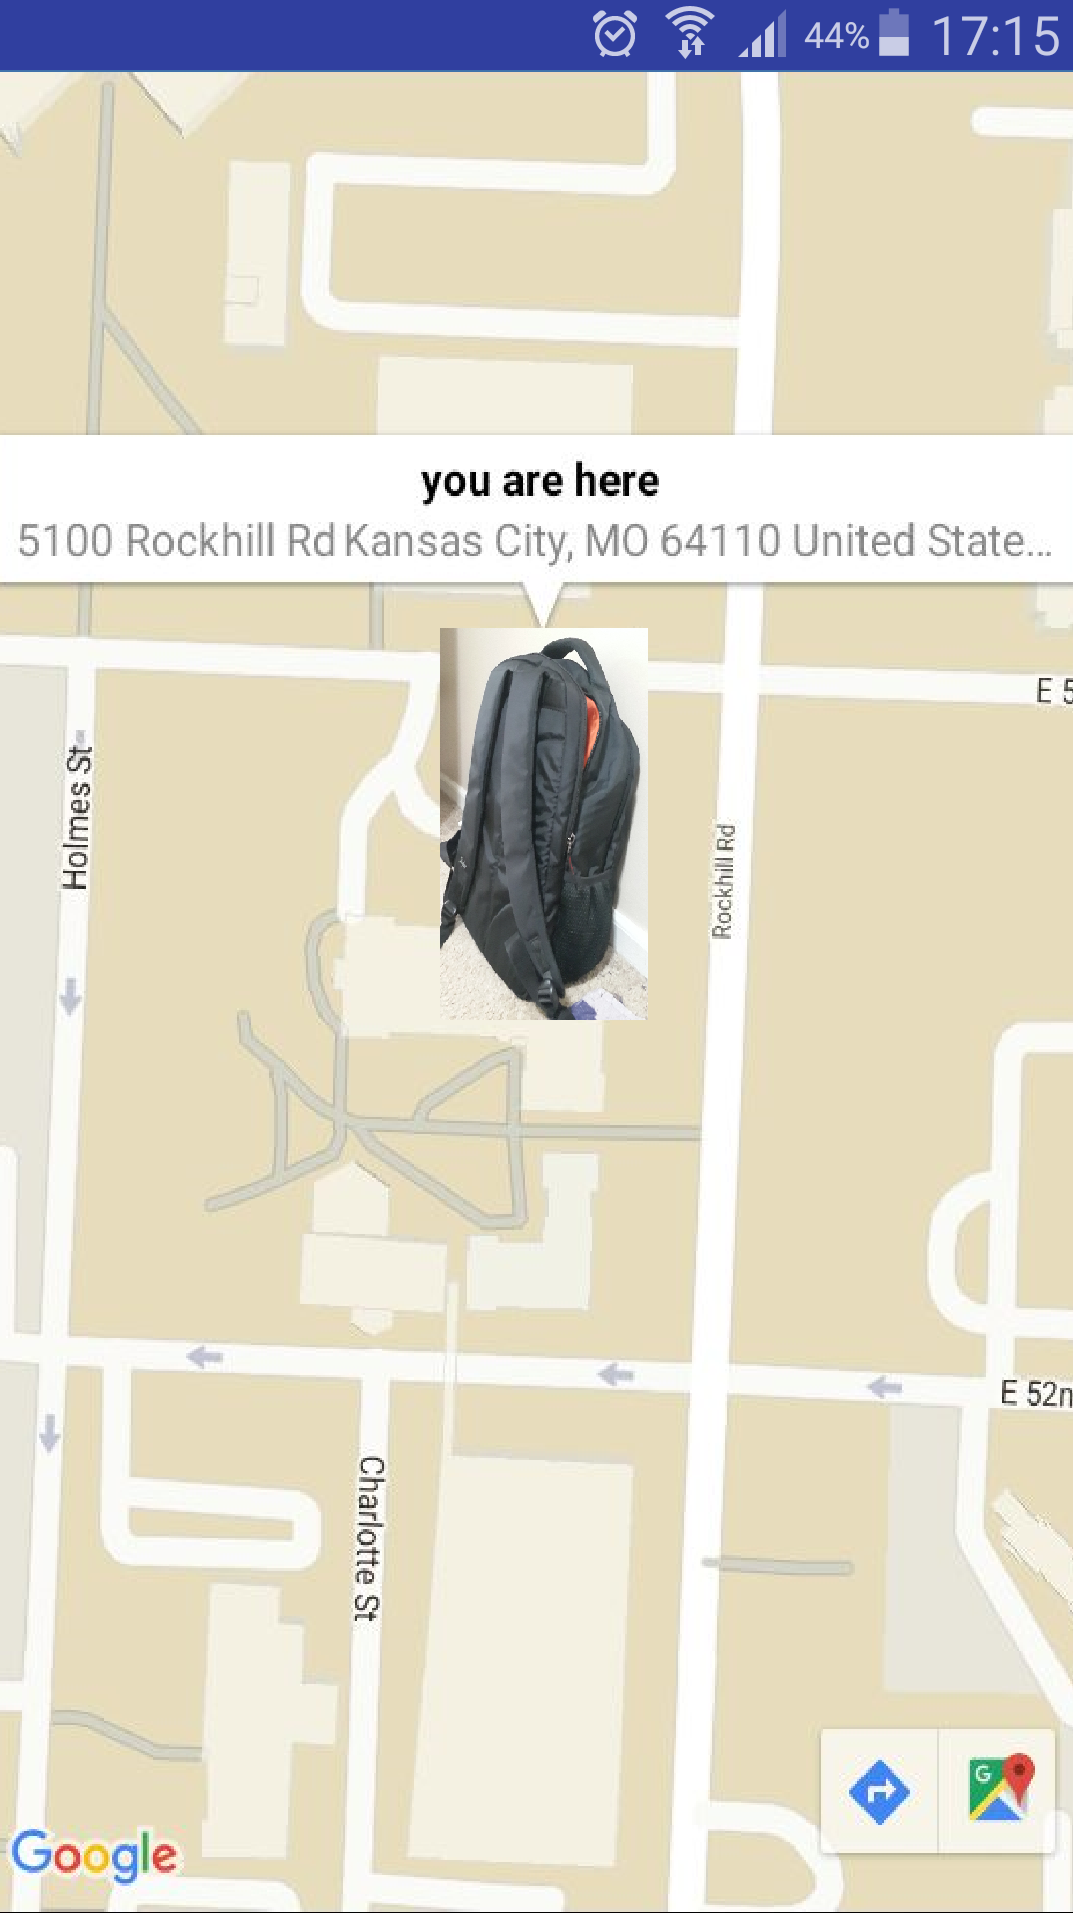 44% 17:15
you are here
5100 Rockhill Rd Kansas City, MO 64110 United State...
E 5
Holmes St
Rockhill Rd
E 52n
Charlotte St
G
Google